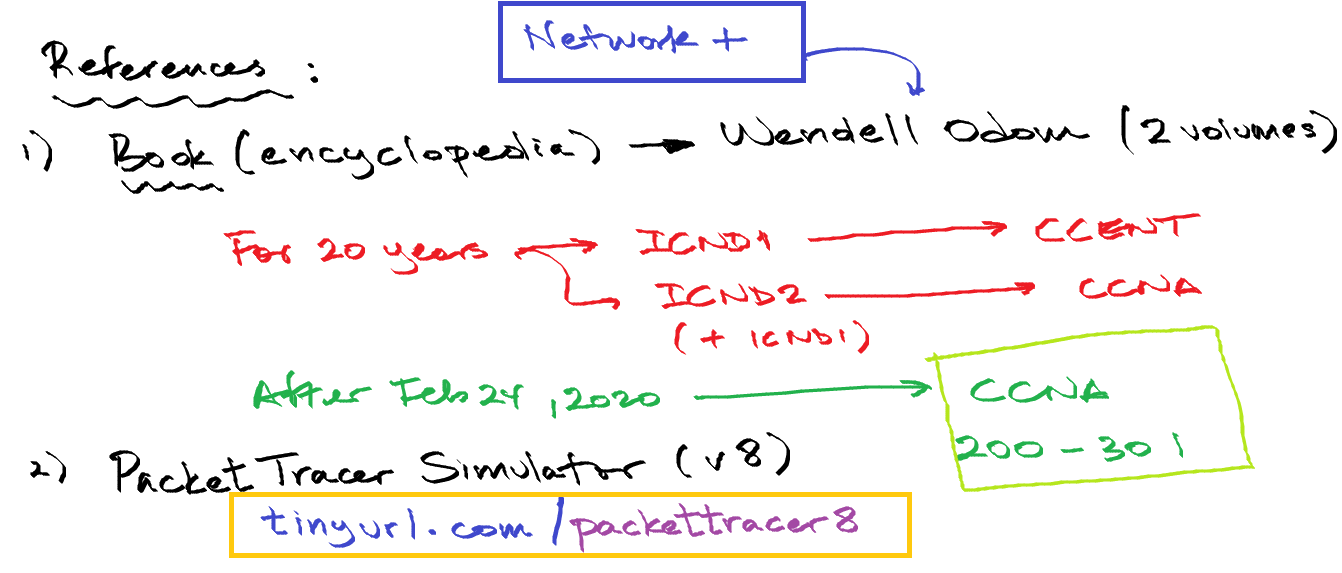 Network +
References :
1) Book (encyclopedia) → Wendell Odom (2 volumes)
For 20 years → ICND1 → CCENT
ICND2 → CCNA
(+ ICND1)
After Feb 24, 2020 → CCNA
200-301
2) Packet Tracer Simulator (v8)
tinyurl.com/packettracer8